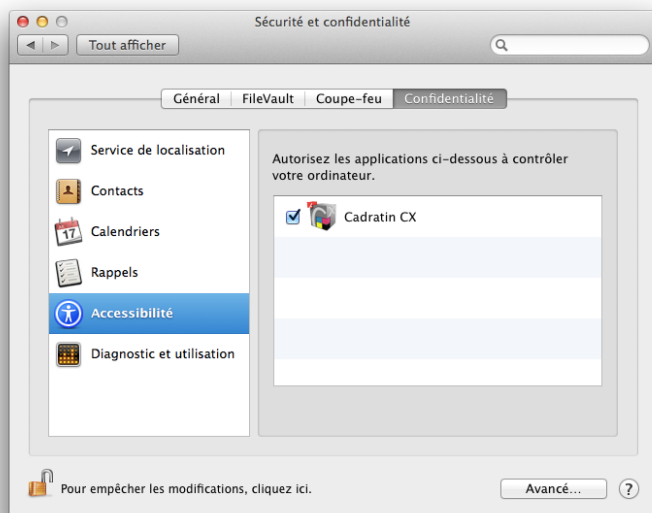 Sécurité et confidentialité
Tout afficher
Général FileVault Coupe-feu Confidentialité
Service de localisation
Contacts
17
Calendriers
Rappels
Accessibilité
Diagnostic et utilisation
Autorisez les applications ci-dessous à contrôler
votre ordinateur.
Cadratin CX
Pour empêcher les modifications, cliquez ici.
Avancé...
?